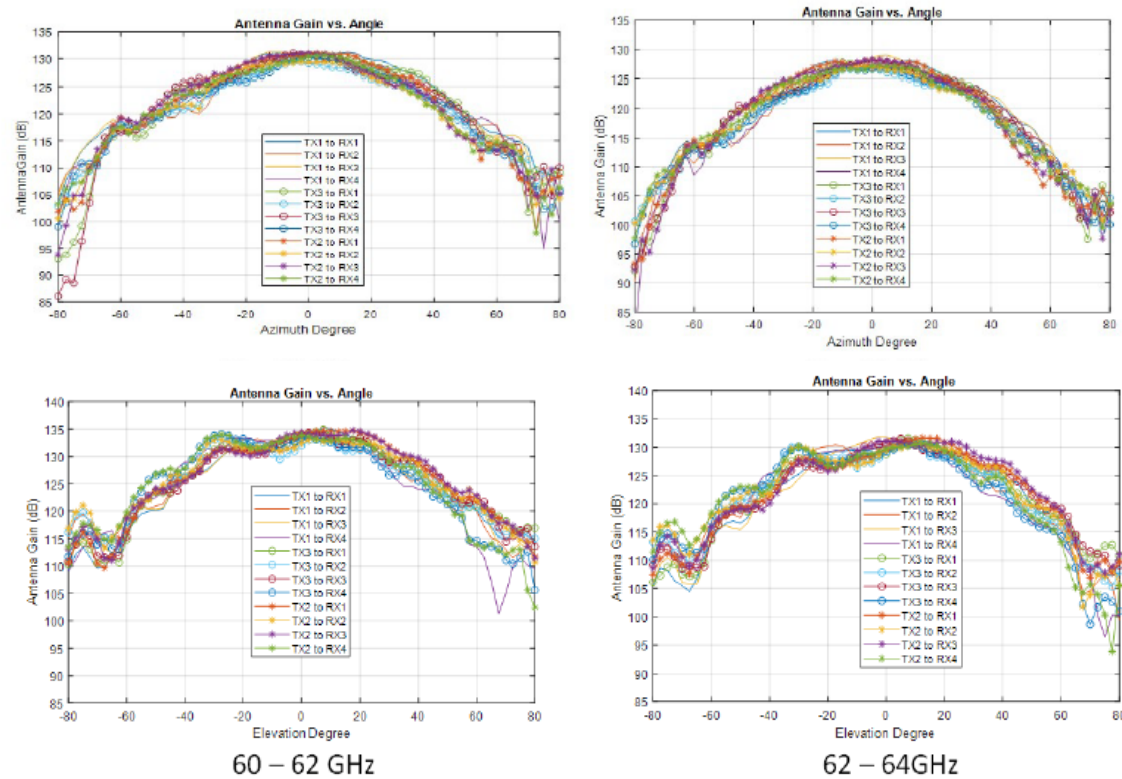 Antenna Gain vs. Angle
135
130
125
120
115
110
105
100
95
90
85
AntennaGain (dB)
TX1 to RX1
TX1 to RX2
TX1 to RX3
TX1 to RX4
TX3 to RX1
TX3 to RX2
TX3 to RX3
TX3 to RX4
TX2 to RX1
TX2 to RX2
TX2 to RX3
TX2 to RX4
-80 -60 -40 -20 0 20 40 60 80
Azimuth Degree
Antenna Gain vs. Angle
135
130
125
120
115
110
105
100
95
90
85
Antenna Gain (dB)
TX1 to RX1
TX1 to RX2
TX1 to RX3
TX1 to RX4
TX3 to RX1
TX3 to RX2
TX3 to RX3
TX3 to RX4
TX2 to RX1
TX2 to RX2
TX2 to RX3
TX2 to RX4
-80 -60 -40 -20 0 20 40 60 80
Azimuth Degree
Antenna Gain vs. Angle
140
135
130
125
120
115
110
105
100
95
90
85
Antenna Gain (dB)
TX1 to RX1
TX1 to RX2
TX1 to RX3
TX1 to RX4
TX3 to RX1
TX3 to RX2
TX3 to RX3
TX3 to RX4
TX2 to RX1
TX2 to RX2
TX2 to RX3
TX2 to RX4
-80 -60 -40 -20 0 20 40 60 80
Elevation Degree
60 – 62 GHz
Antenna Gain vs. Angle
140
135
130
125
120
115
110
105
100
95
90
85
Antenna Gain (dB)
TX1 to RX1
TX1 to RX2
TX1 to RX3
TX1 to RX4
TX3 to RX1
TX3 to RX2
TX3 to RX3
TX3 to RX4
TX2 to RX1
TX2 to RX2
TX2 to RX3
TX2 to RX4
-80 -60 -40 -20 0 20 40 60 80
Elevation Degree
62 – 64GHz